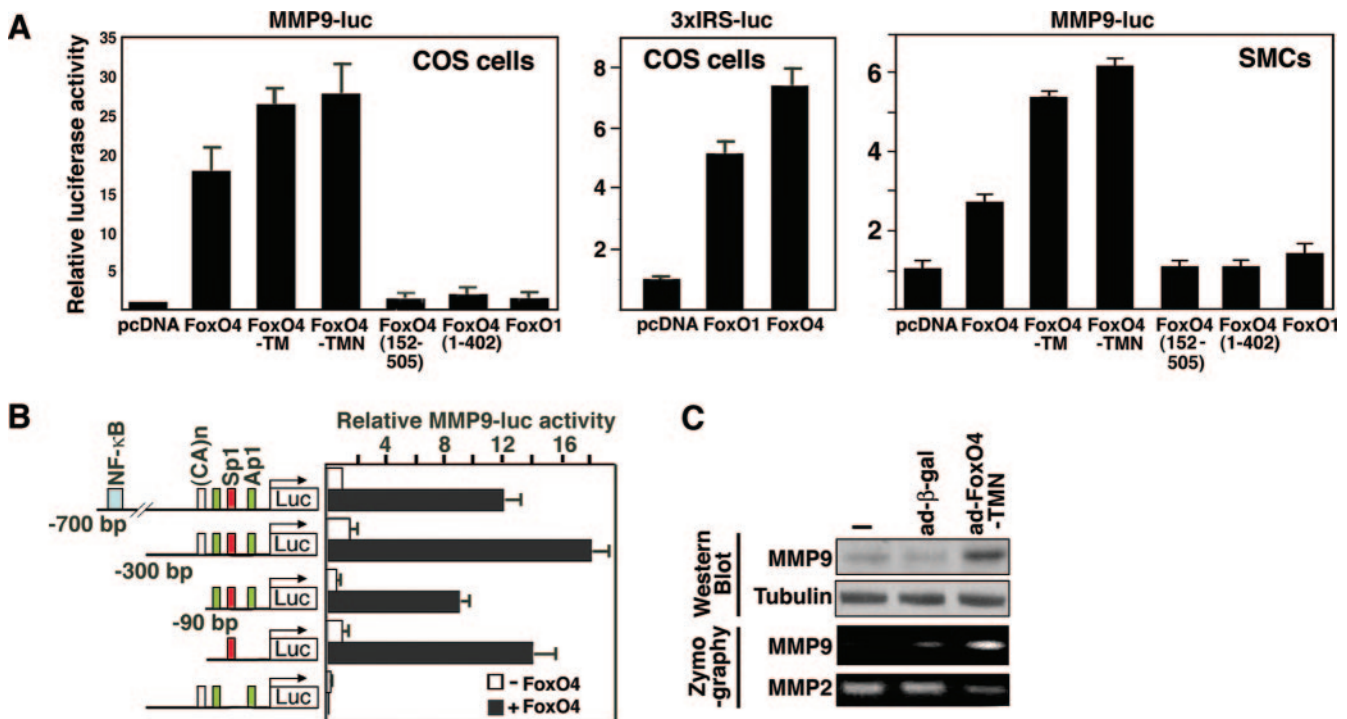 A
MMP9-luc
3xIRS-luc
MMP9-luc
Relative luciferase activity
35
30
25
20
15
10
5
COS cells
pcDNA FoxO4 FoxO4 FoxO4 FoxO4 FoxO4 FoxO1
-TM -TMN (152- (1-402)
505)
COS cells
8
6
4
2
pcDNA FoxO1 FoxO4
SMCs
6
4
2
pcDNA FoxO4 FoxO4 FoxO4 FoxO4 FoxO4 FoxO1
-TM -TMN (152- (1-402)
505)
B
Relative MMP9-luc activity
4 8 12 16
NF-κB
(CA)n
Sp1
Ap1
Luc
-700 bp
Luc
-300 bp
Luc
-90 bp
Luc
Luc
- FoxO4
+ FoxO4
C
–
ad-β-gal
ad-FoxO4
-TMN
Western
Blot
MMP9
Tubulin
Zymo
-graphy
MMP9
MMP2